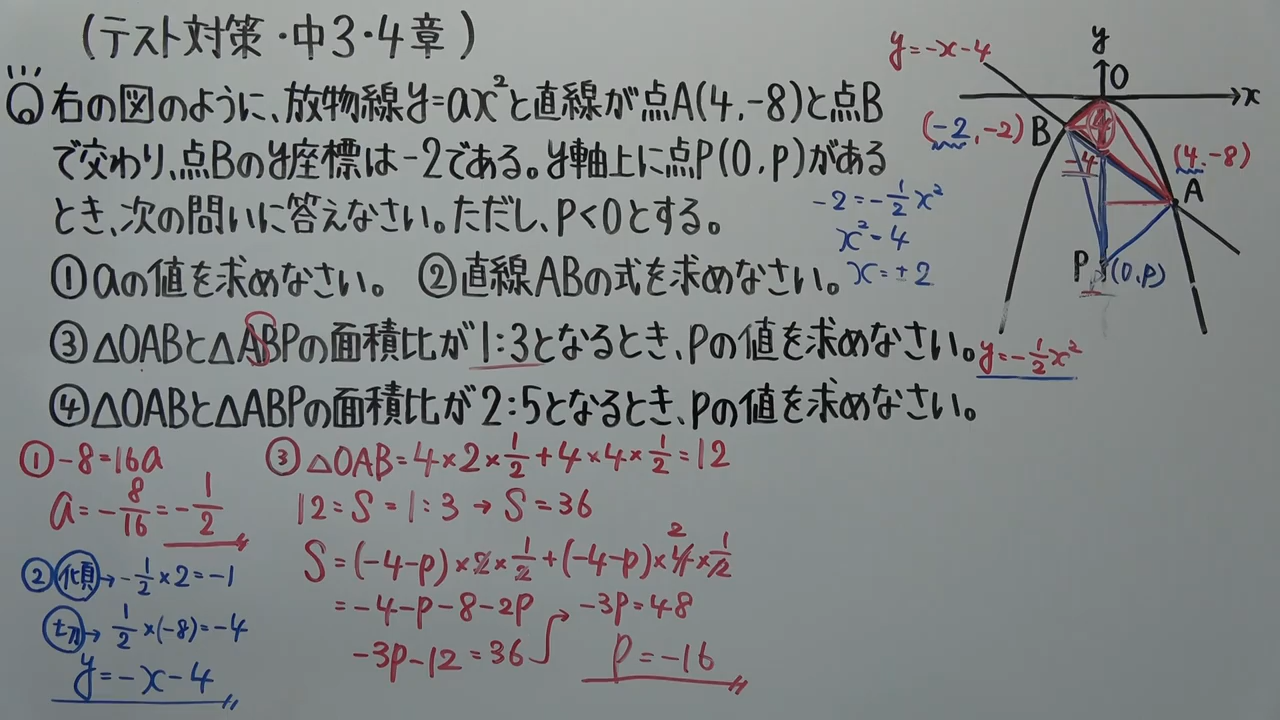 (テスト対策・中3・4章)
Q 右の図のように、放物線y=ax²と直線が点A(4,-8)と点B
で交わり、点Bのy座標は-2である。y軸上に点P(0,p)がある
とき、次の問いに答えなさい。ただし、P<0とする。
①aの値を求めなさい。 ②直線ABの式を求めなさい。
③△OABと△ABPの面積比が1:3となるとき、Pの値を求めなさい。
④△OABと△ABPの面積比が2:5となるとき、Pの値を求めなさい。
y=-x-4
y
O
x
B
(-2,-2)
4
-4
(4,-8)
A
P
(0,p)
y=-1/2x²
-2=-1/2x²
x²=4
x=±2
①-8=16a
a=-8/16=-1/2
②傾→-1/2×2=-1
切→1/2×(-8)=-4
y=-x-4
③△OAB=4×2×1/2+4×4×1/2=12
12:S=1:3→S=36
S=(-4-p)×2×1/2+(-4-p)×4×1/2
2
=-4-p-8-2p
-3p-12=36
-3p=48
p=-16